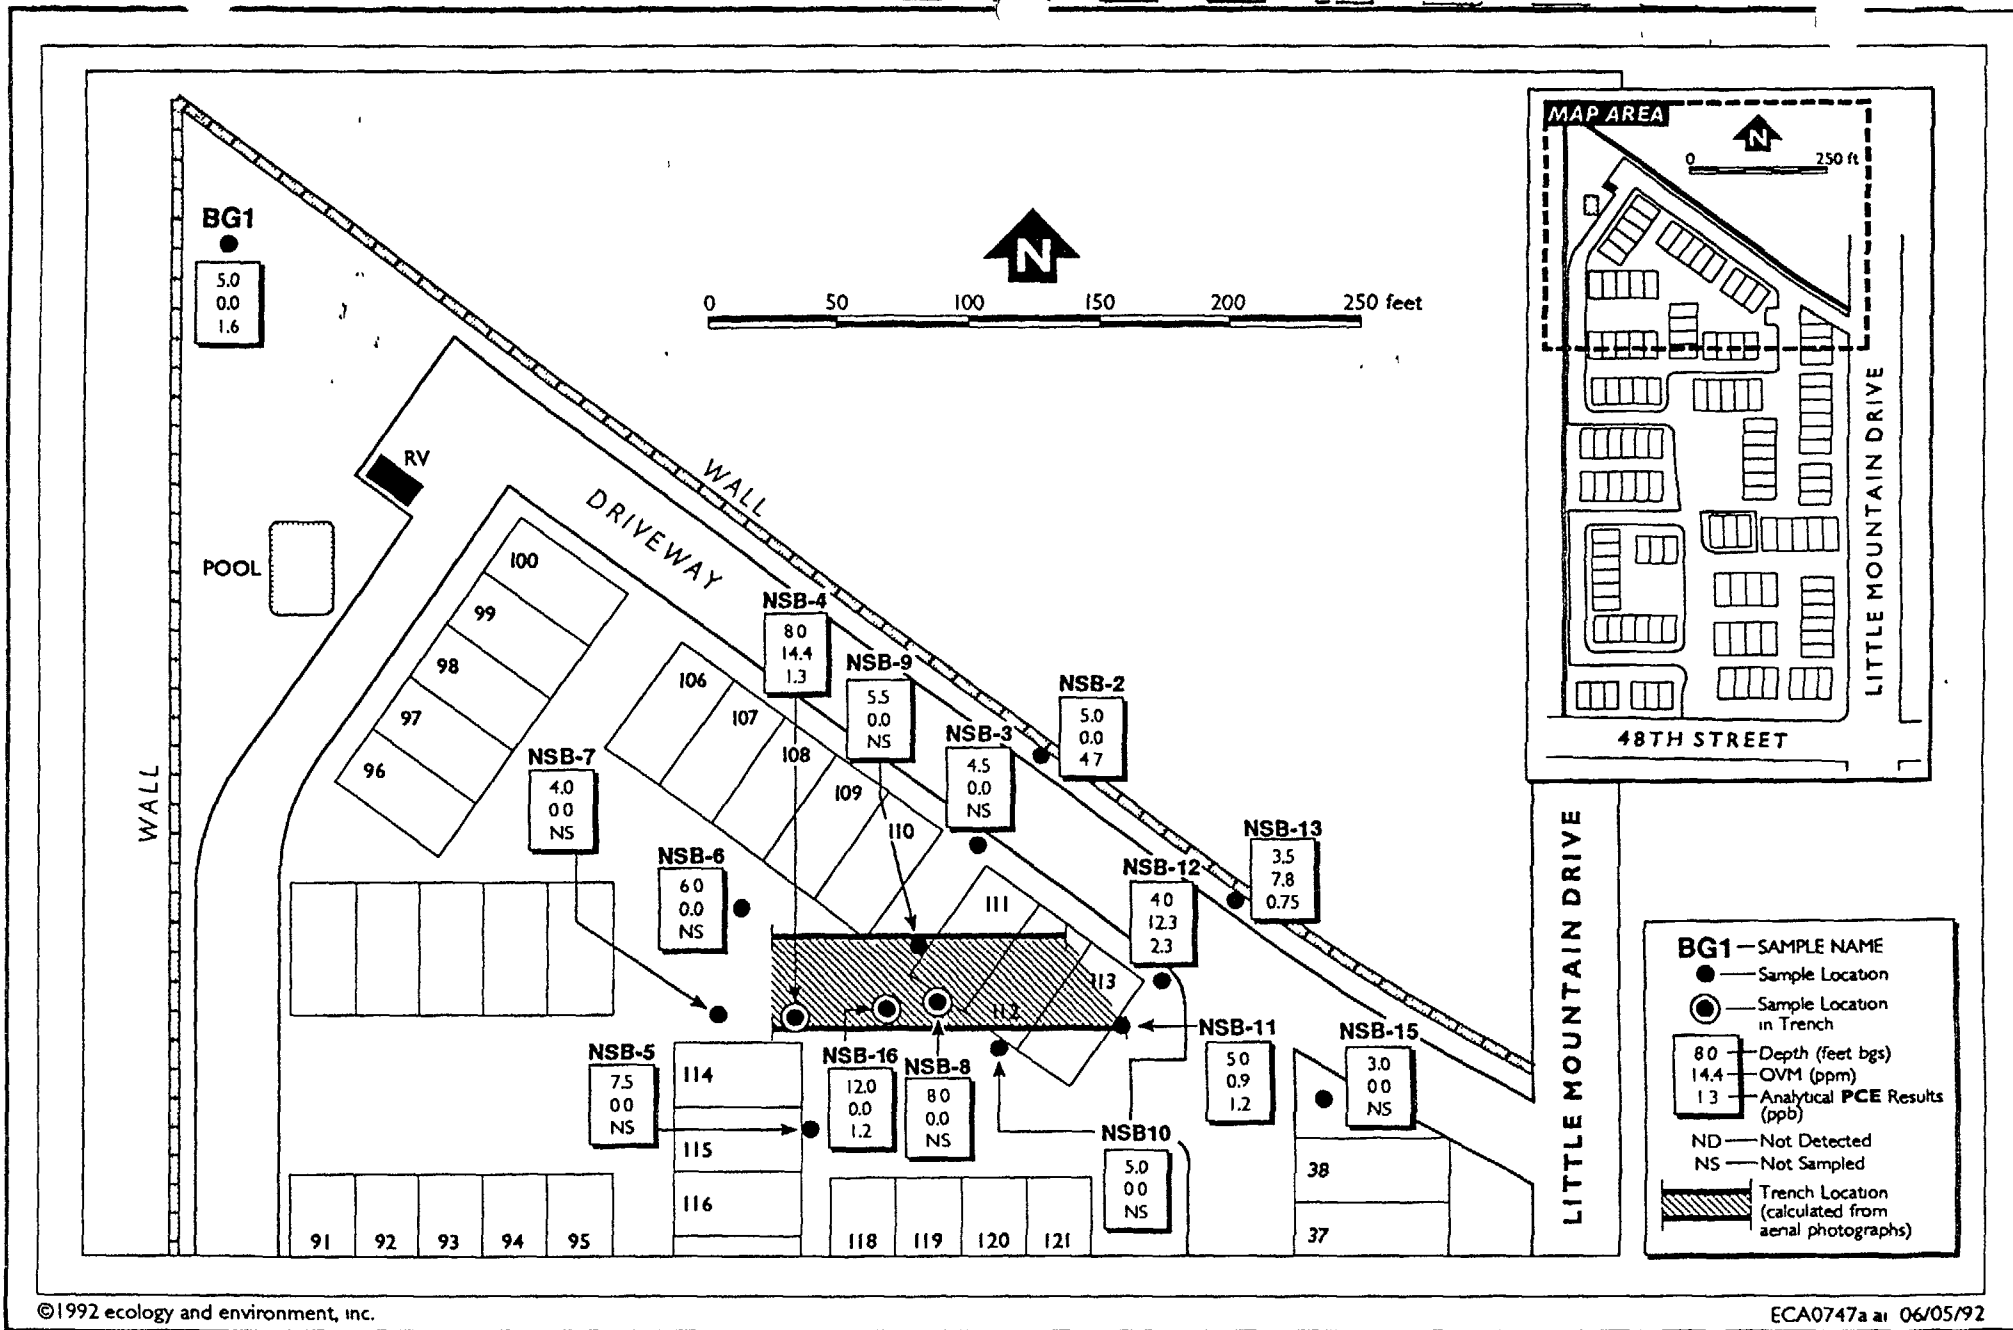 MAP AREA
N
0 250 ft
LITTLE MOUNTAIN DRIVE
48TH STREET
BG1
5.0
0.0
1.6
N
0 50 100 150 200 250 feet
RV
WALL
DRIVEWAY
POOL
WALL
100
99
98
97
96
NSB-4
8 0
14.4
1.3
NSB-9
5.5
0.0
NS
NSB-2
5.0
0.0
4 7
NSB-3
4.5
0.0
NS
106
107
108
109
110
111
112
113
NSB-7
4.0
0 0
NS
NSB-6
6 0
0.0
NS
NSB-13
3.5
7.8
0.75
NSB-12
4 0
12.3
2.3
NSB-5
7.5
0 0
NS
NSB-16
12.0
0.0
1.2
NSB-8
8 0
0.0
NS
NSB-11
5 0
0.9
1.2
NSB-15
3.0
0 0
NS
NSB10
5.0
0 0
NS
114
115
116
91 92 93 94 95
118 119 120 121
38
37
LITTLE MOUNTAIN DRIVE
BG1 — SAMPLE NAME
Sample Location
Sample Location
in Trench
8 0 Depth (feet bgs)
14.4 OVM (ppm)
1 3 Analytical PCE Results
(ppb)
ND — Not Detected
NS — Not Sampled
Trench Location
(calculated from
aerial photographs)
©1992 ecology and environment, inc.
ECA0747a ai 06/05/92